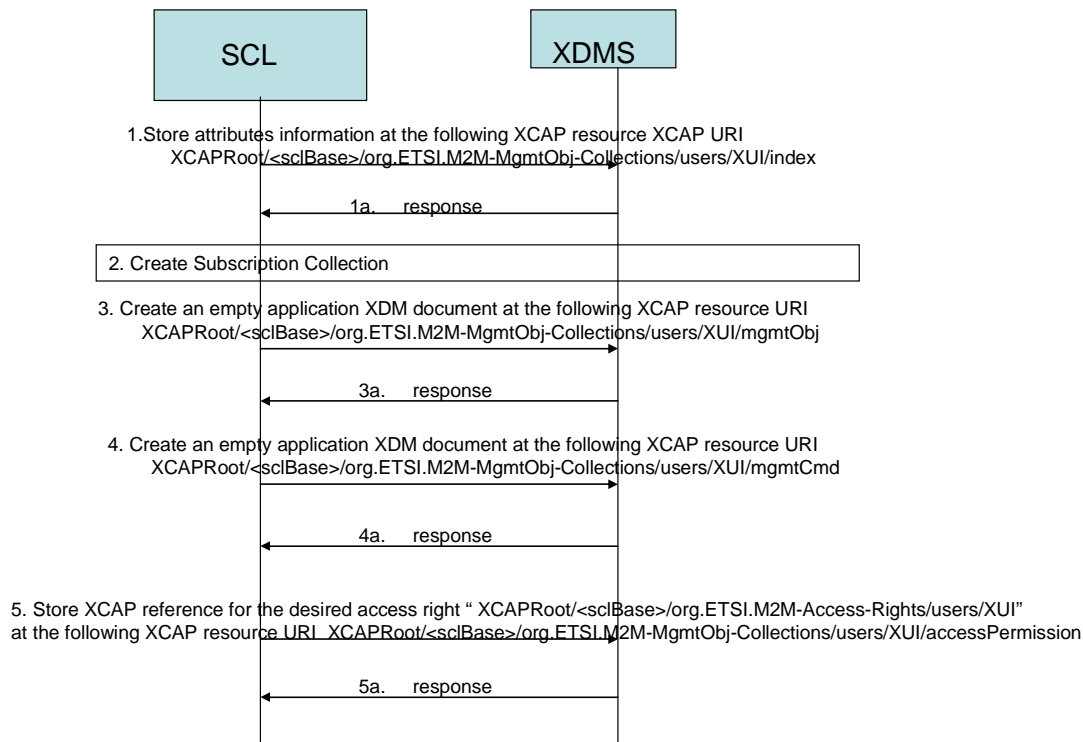 SCL
XDMS
1.Store attributes information at the following XCAP resource XCAP URI
XCAPRoot/<sclBase>/org.ETSI.M2M-MgmtObj-Collections/users/XUI/index
1a. response
2. Create Subscription Collection
3. Create an empty application XDM document at the following XCAP resource URI
XCAPRoot/<sclBase>/org.ETSI.M2M-MgmtObj-Collections/users/XUI/mgmtObj
3a. response
4. Create an empty application XDM document at the following XCAP resource URI
XCAPRoot/<sclBase>/org.ETSI.M2M-MgmtObj-Collections/users/XUI/mgmtCmd
4a. response
5. Store XCAP reference for the desired access right “ XCAPRoot/<sclBase>/org.ETSI.M2M-Access-Rights/users/XUI”
at the following XCAP resource URI XCAPRoot/<sclBase>/org.ETSI.M2M-MgmtObj-Collections/users/XUI/accessPermission
5a. response